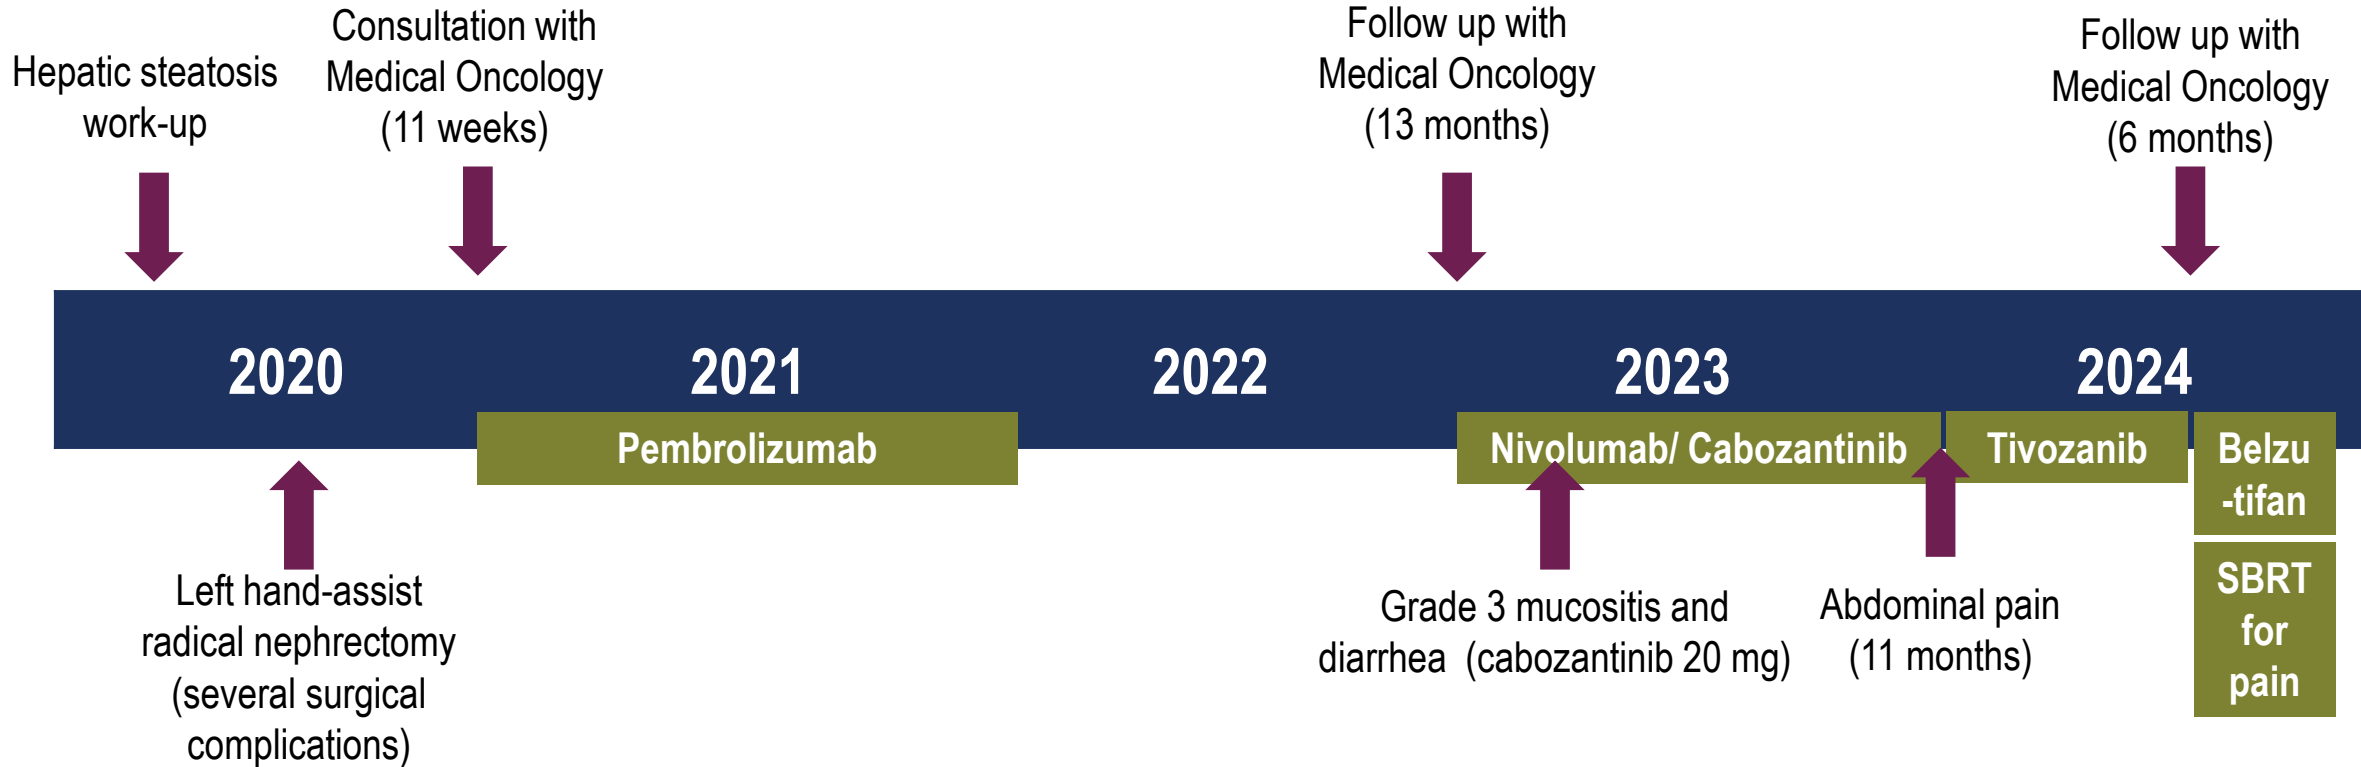 Hepatic steatosis
work-up
Consultation with
Medical Oncology
(11 weeks)
Follow up with
Medical Oncology
(13 months)
Follow up with
Medical Oncology
(6 months)
2020
2021
2022
2023
2024
Pembrolizumab
Nivolumab/ Cabozantinib
Tivozanib
Belzu
-tifan
SBRT
for
pain
Left hand-assist
radical nephrectomy
(several surgical
complications)
Grade 3 mucositis and
diarrhea (cabozantinib 20 mg)
Abdominal pain
(11 months)